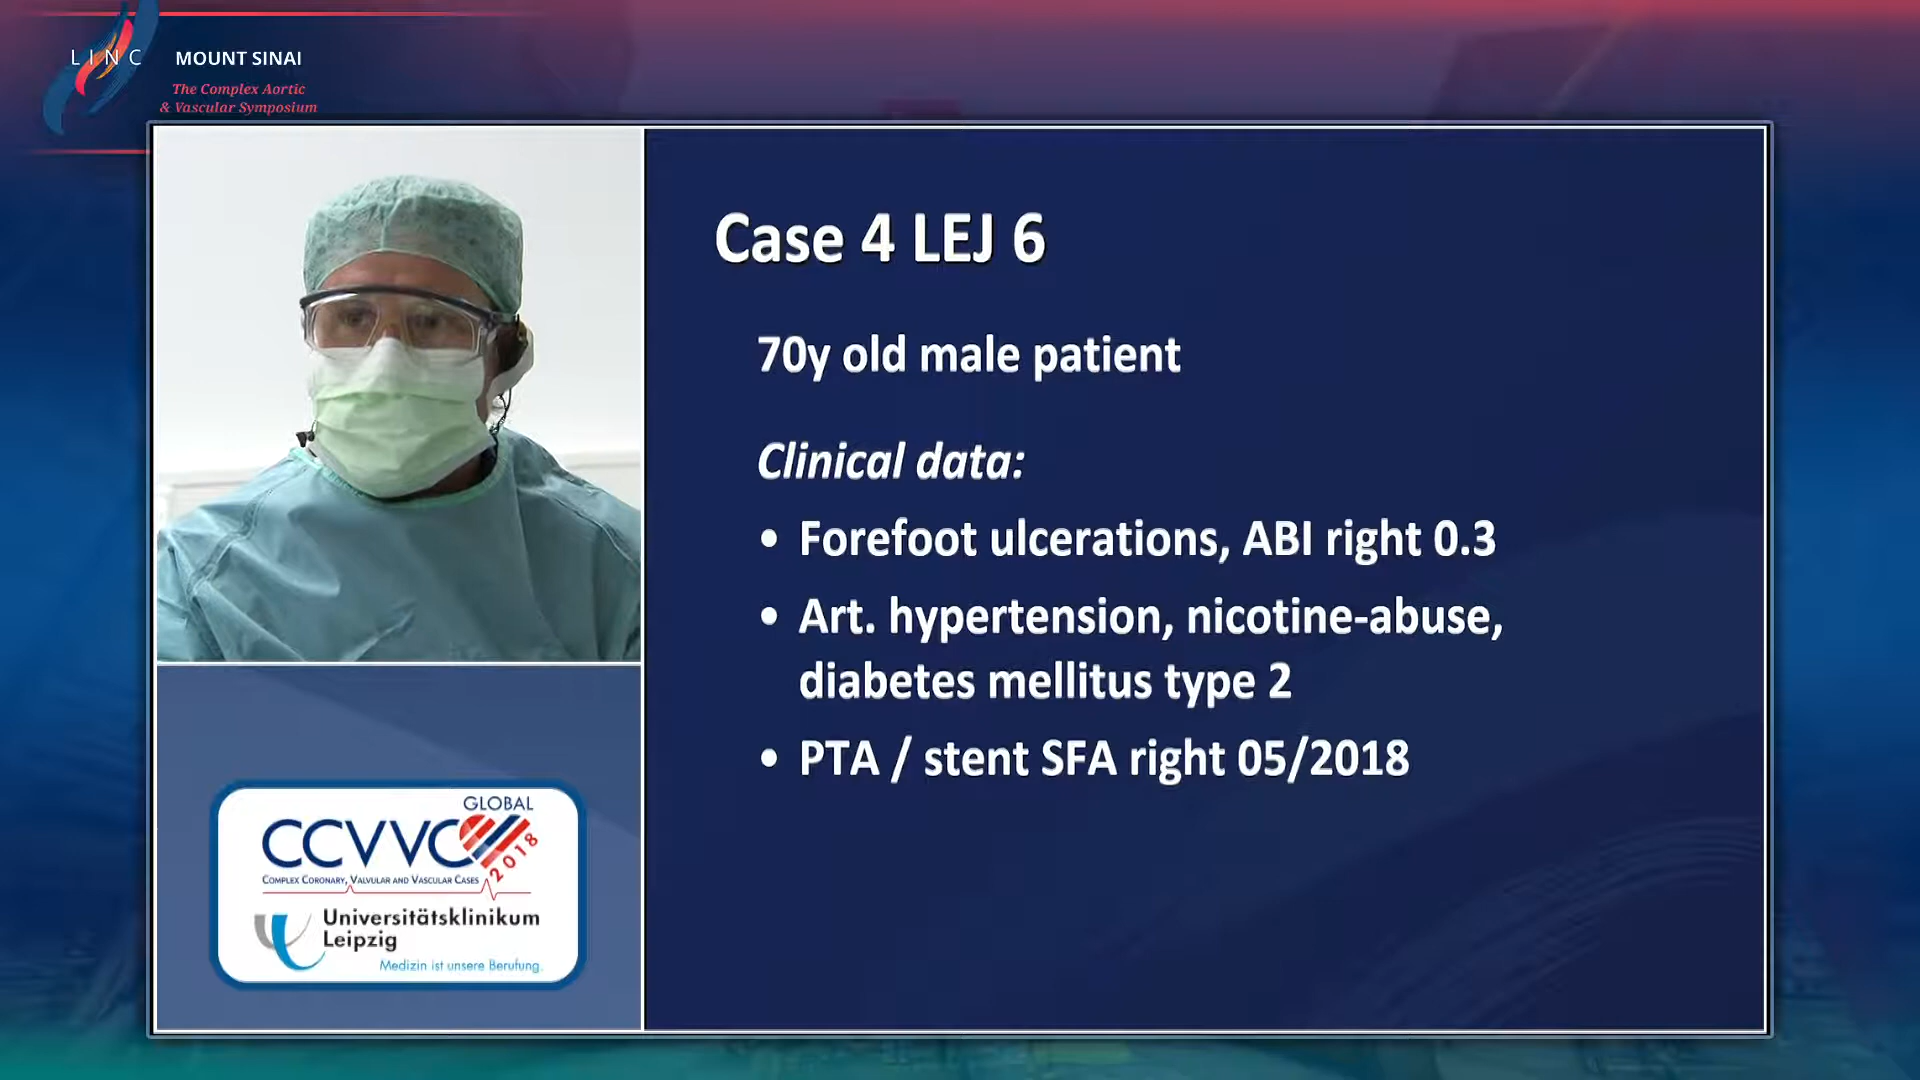 LINC
MOUNT SINAI
The Complex Aortic
& Vascular Symposium
Case 4 LEJ 6
70y old male patient
Clinical data:
• Forefoot ulcerations, ABI right 0.3
• Art. hypertension, nicotine-abuse,
diabetes mellitus type 2
• PTA / stent SFA right 05/2018
GLOBAL
CCVVC
2018
COMPLEX CORONARY, VALVULAR AND VASCULAR CASES
Universitätsklinikum
Leipzig
Medizin ist unsere Berufung.